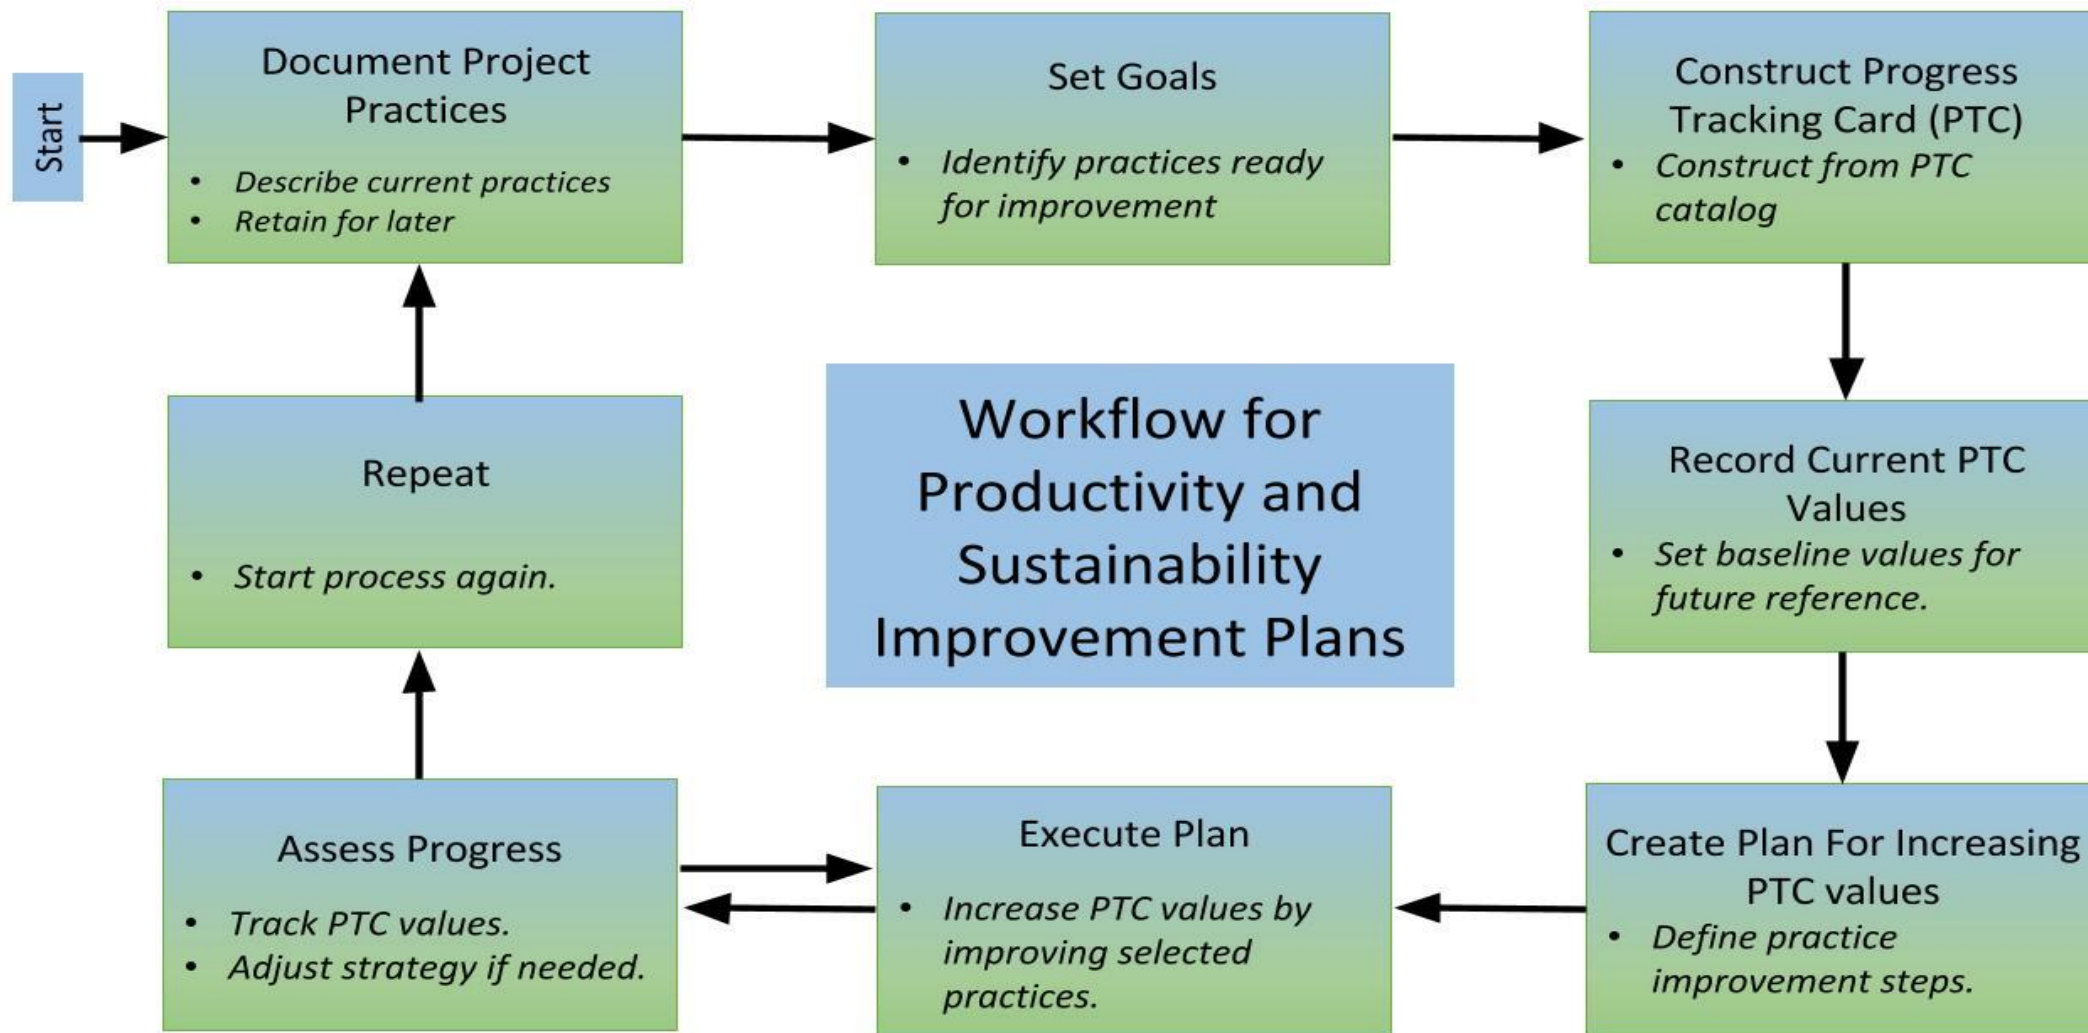 Start
Document Project
Practices
• Describe current practices
• Retain for later
Set Goals
• Identify practices ready
for improvement
Construct Progress
Tracking Card (PTC)
• Construct from PTC
catalog
Repeat
• Start process again.
Workflow for
Productivity and
Sustainability
Improvement Plans
Record Current PTC
Values
• Set baseline values for
future reference.
Assess Progress
• Track PTC values.
• Adjust strategy if needed.
Execute Plan
• Increase PTC values by
improving selected
practices.
Create Plan For Increasing
PTC values
• Define practice
improvement steps.